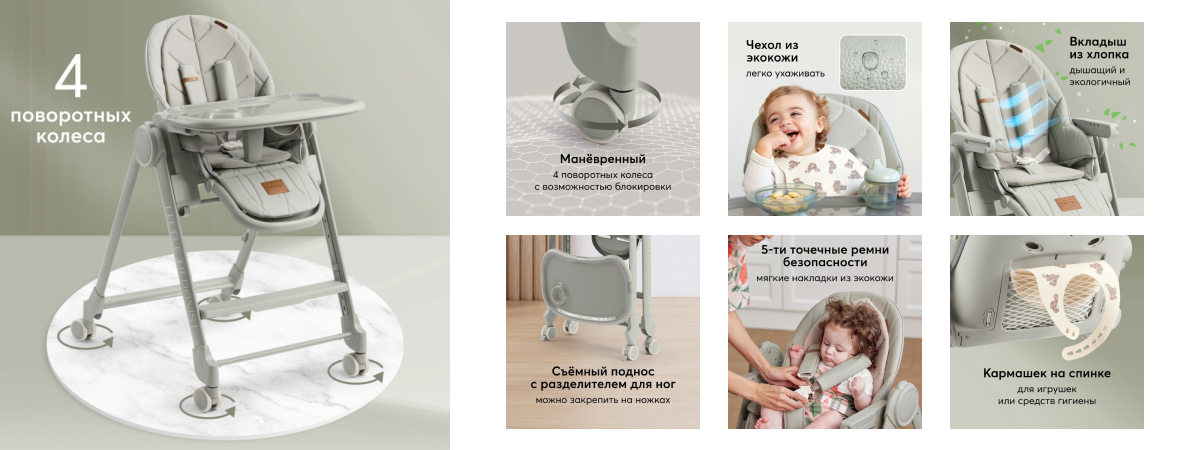 4
поворотных
колеса
Манёвренный
4 поворотных колеса
с возможностью блокировки
Чехол из
экокожи
легко ухаживать
Вкладыш
из хлопка
дышащий и
экологичный
Съёмный поднос
с разделителем для ног
можно закрепить на ножках
5-ти точечные ремни
безопасности
мягкие накладки из экокожи
Кармашек на спинке
для игрушек
или средств гигиены